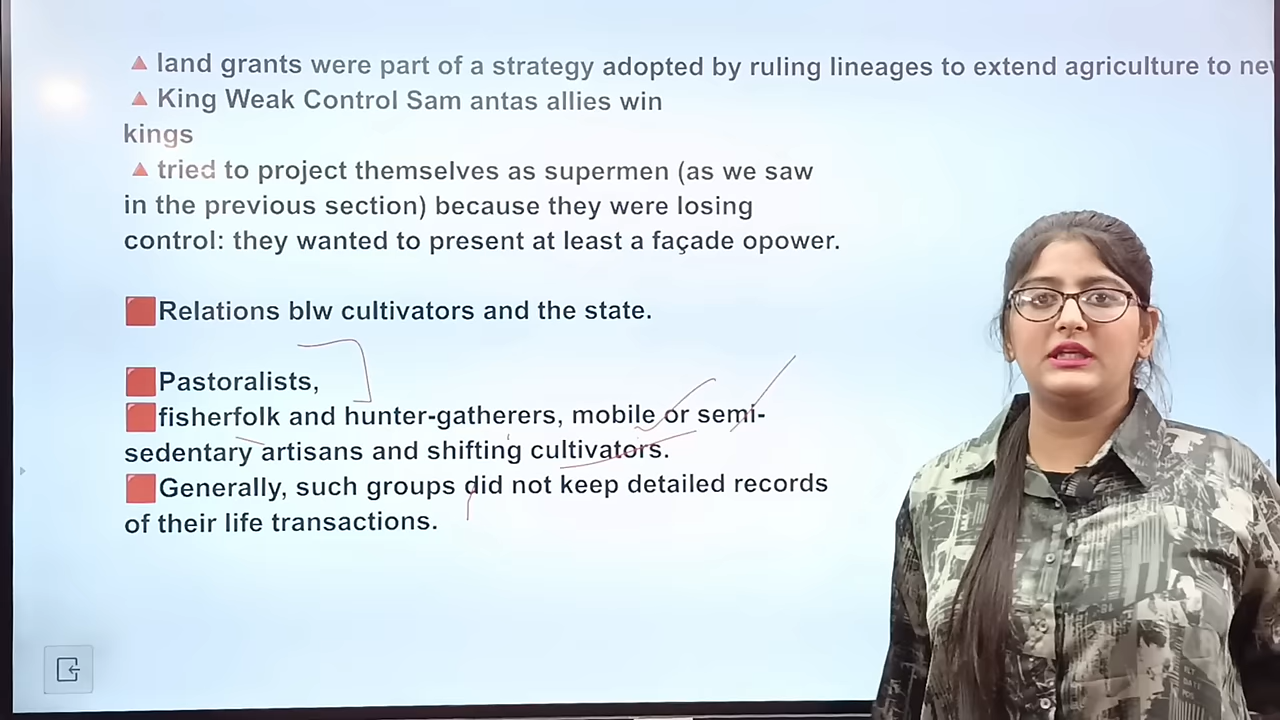 🔺land grants were part of a strategy adopted by ruling lineages to extend agriculture to
🔺King Weak Control Sam antas allies win
kings
🔺tried to project themselves as supermen (as we saw
in the previous section) because they were losing
control: they wanted to present at least a façade opower.
🟥Relations blw cultivators and the state.
🟥Pastoralists,
🟥fisherfolk and hunter-gatherers, mobile or semi-
sedentary artisans and shifting cultivators.
🟥Generally, such groups did not keep detailed records
of their life transactions.